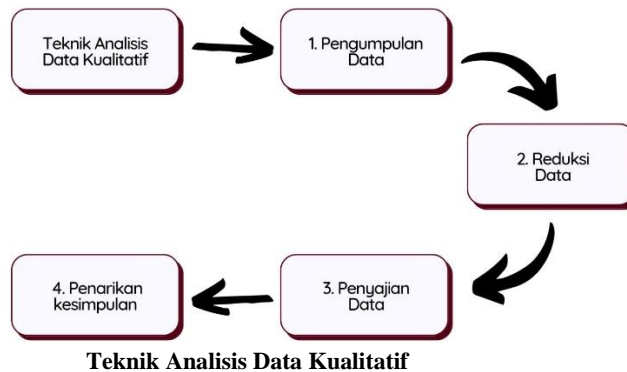 Teknik Analisis
Data Kualitatif
1. Pengumpulan
Data
2. Reduksi
Data
3. Penyajian
Data
4. Penarikan
kesimpulan
Teknik Analisis Data Kualitatif